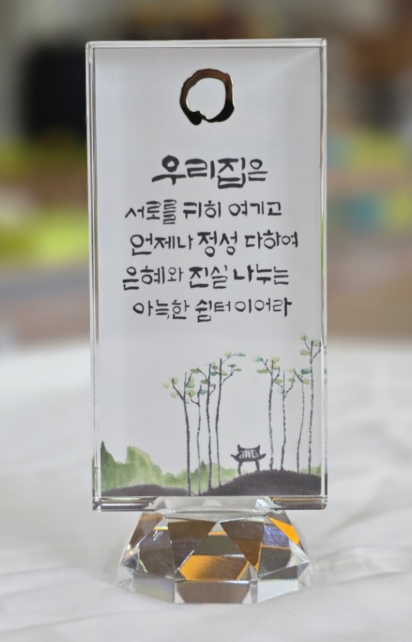 우리집은
서로를 귀히 여기고
언제나 정성 다하여
은혜와 진실 나누는
아늑한 쉼터이어라